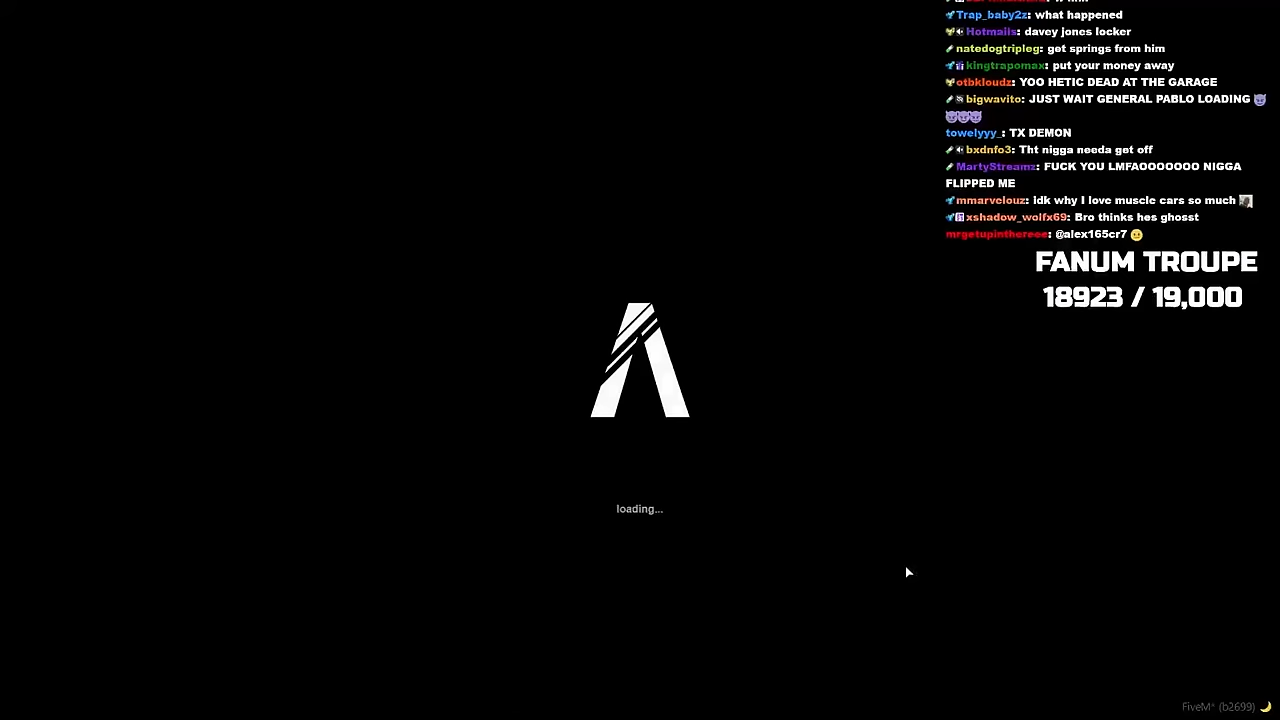 Trap_baby2z: what happened
Hotmails: davey jones locker
natedogtripleg: get springs from him
kingtrapomax: put your money away
otbkloudz: YOO HETIC DEAD AT THE GARAGE
bigwavito: JUST WAIT GENERAL PABLO LOADING
towelyyy_: TX DEMON
bxdnfo3: Tht nigga needa get off
MartyStreamz: FUCK YOU LMFAOOOOOOO NIGGA
FLIPPED ME
mmarvelouz: idk why I love muscle cars so much
xshadow_wolfx69: Bro thinks hes ghosst
mrgetupinthereoe: @alex165cr7
FANUM TROUPE
18923 / 19,000
loading...
FiveM* (b2699)